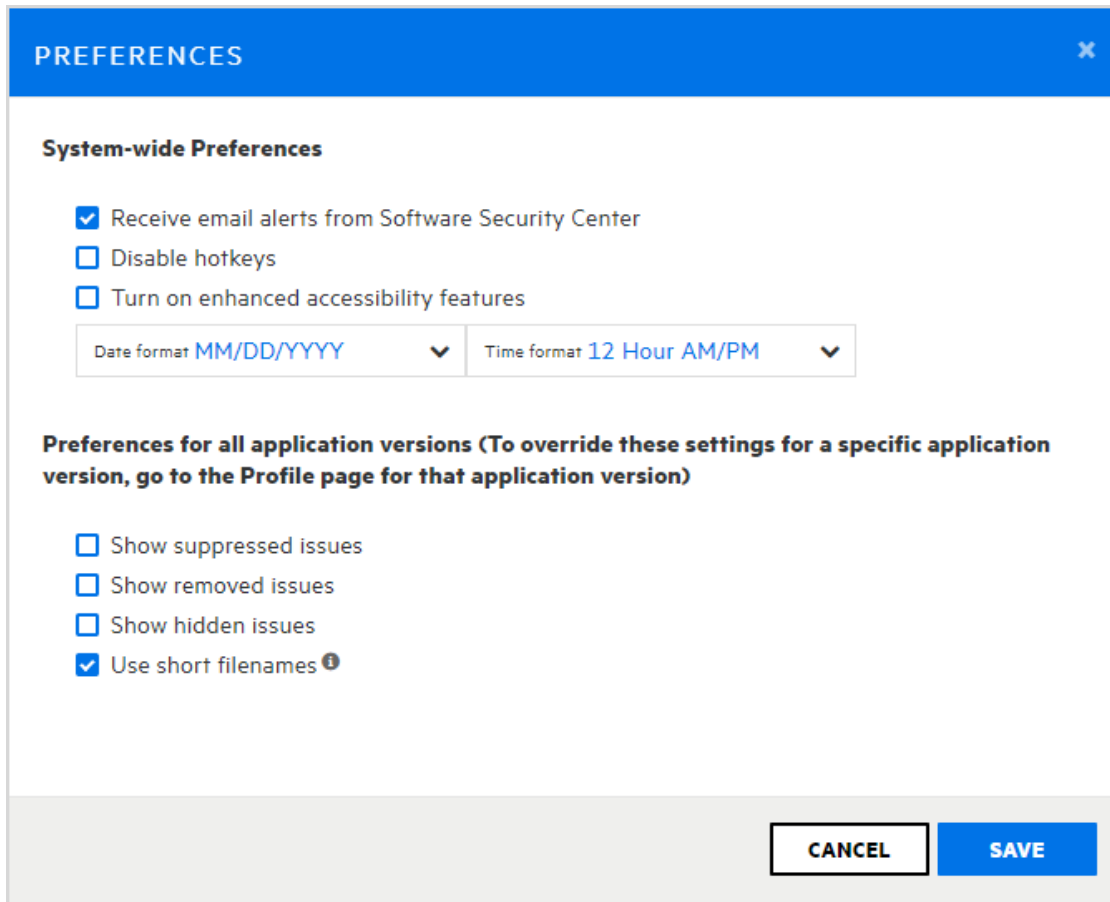 PREFERENCES
System-wide Preferences
Receive email alerts from Software Security Center
Disable hotkeys
Turn on enhanced accessibility features
Date format MM/DD/YYYY Time format 12 Hour AM/PM
Preferences for all application versions (To override these settings for a specific application
version, go to the Profile page for that application version)
Show suppressed issues
Show removed issues
Show hidden issues
Use short filenames
CANCEL SAVE